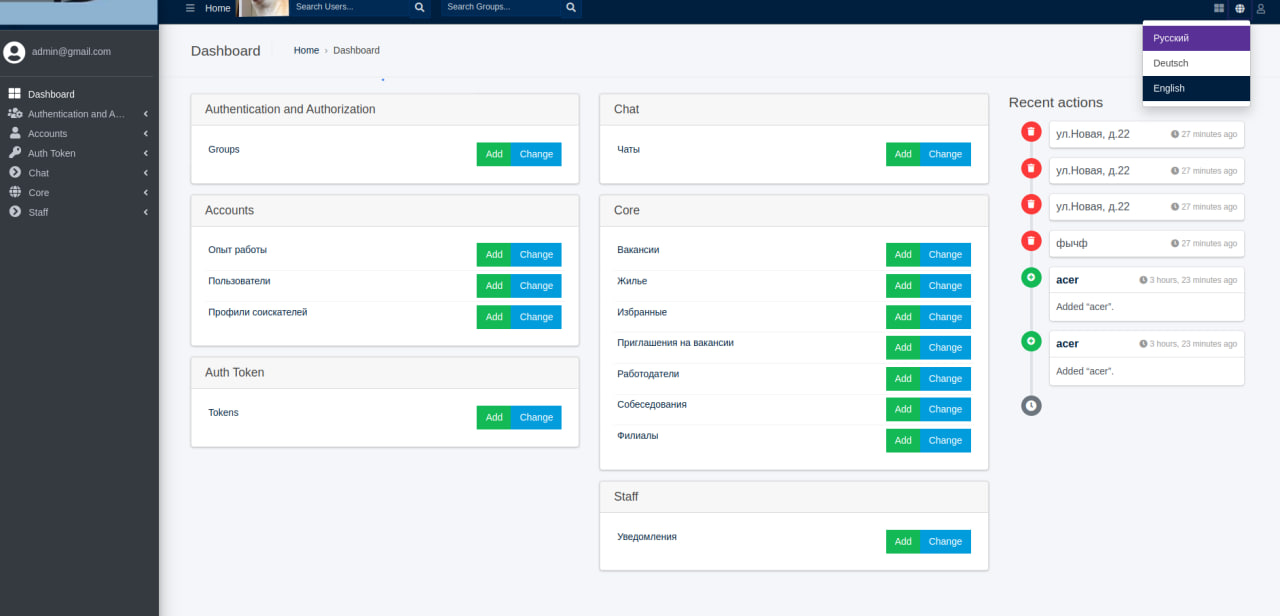 Home
Search Users...
Search Groups...
admin@gmail.com
Dashboard
Authentication and A...
Accounts
Auth Token
Chat
Core
Staff
Dashboard
Home › Dashboard
Русский
Deutsch
English
Authentication and Authorization
Groups
Add Change
Accounts
Опыт работы
Add Change
Пользователи
Add Change
Профили соискателей
Add Change
Auth Token
Tokens
Add Change
Chat
Чаты
Add Change
Core
Вакансии
Add Change
Жилье
Add Change
Избранные
Add Change
Приглашения на вакансии
Add Change
Работодатели
Add Change
Собеседования
Add Change
Филиалы
Add Change
Staff
Уведомления
Add Change
Recent actions
ул.Новая, д.22 27 minutes ago
ул.Новая, д.22 27 minutes ago
ул.Новая, д.22 27 minutes ago
фычф 27 minutes ago
acer 3 hours, 23 minutes ago
Added “acer”.
acer 3 hours, 23 minutes ago
Added “acer”.